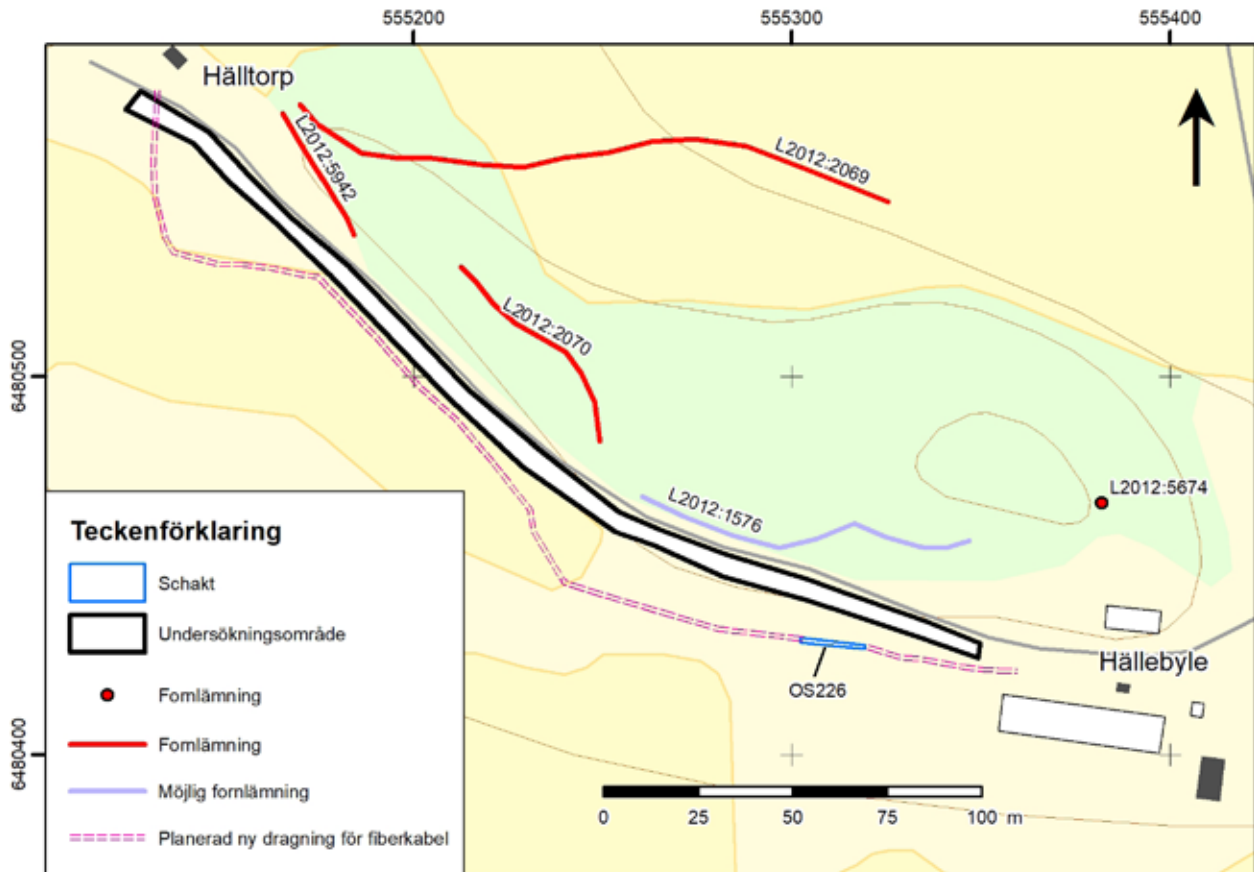 555200
555300
555400
Hälltorp
L2012:5942
L2012:2069
L2012:2070
6480500
L2012:1576
L2012:5674
Teckenförklaring
Schakt
Undersökningsområde
Fornlämning
Fornlämning
Möjlig fornlämning
Planerad ny dragning för fiberkabel
Hällebyle
OS226
6480400
0 25 50 75 100 m